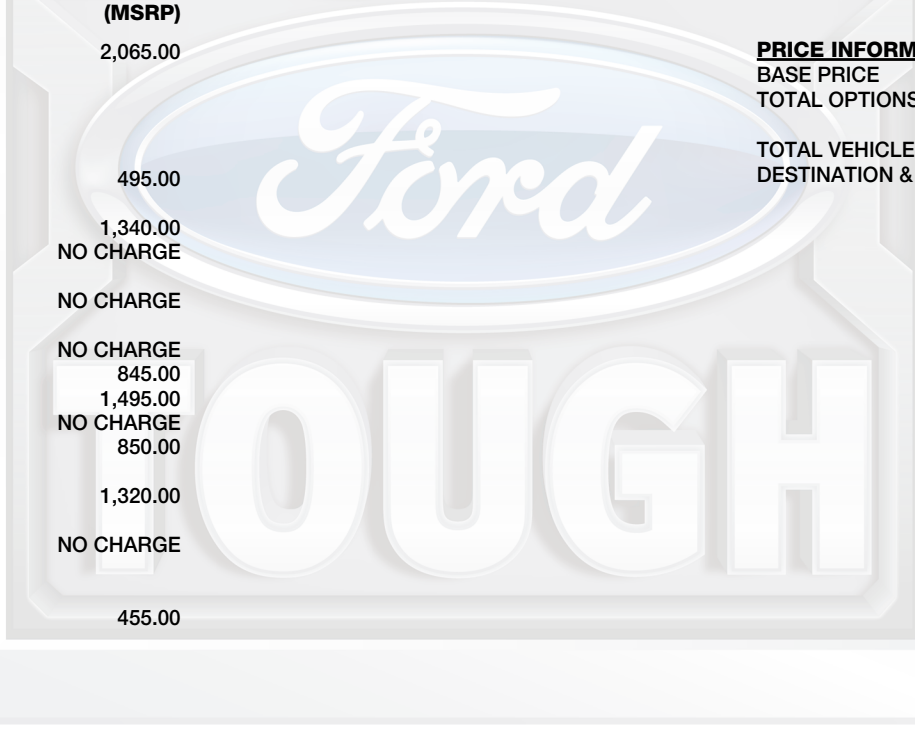 (MSRP)
2,065.00
495.00
1,340.00
NO CHARGE
NO CHARGE
NO CHARGE
845.00
1,495.00
NO CHARGE
850.00
1,320.00
NO CHARGE
455.00
PRICE INFORM
BASE PRICE
TOTAL OPTIONS
TOTAL VEHICLE
DESTINATION &
Ford
TOUGH